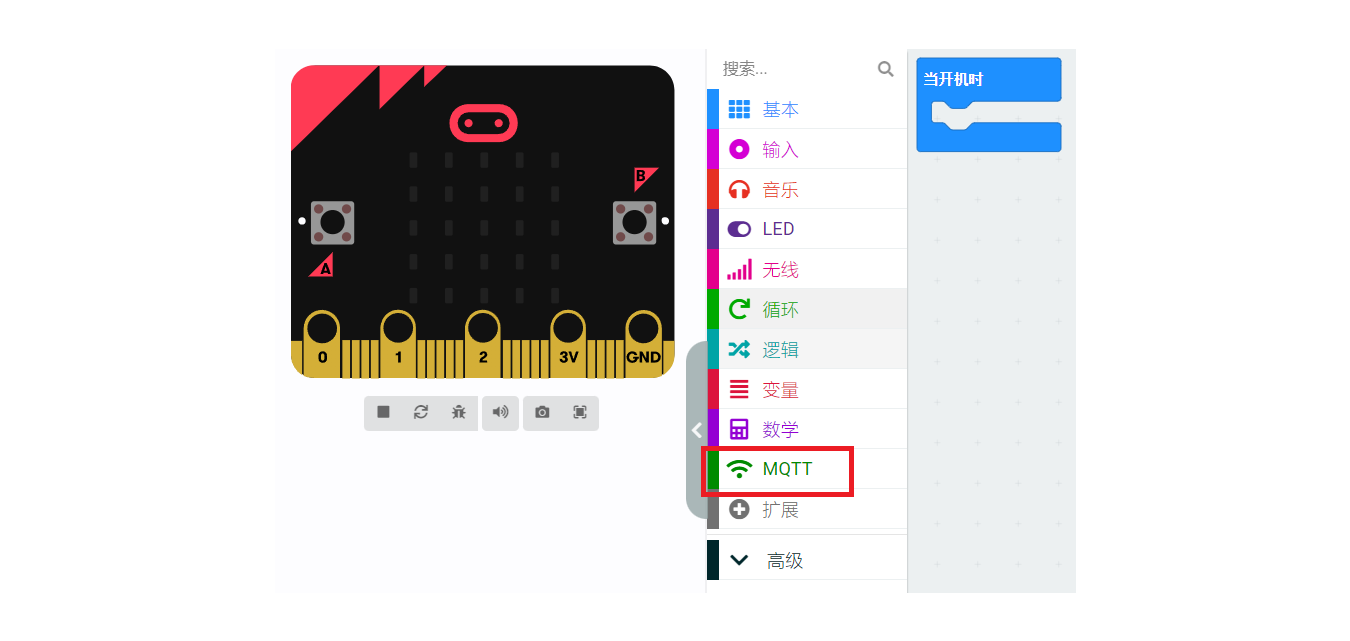 搜索...
基本
输入
音乐
LED
无线
循环
逻辑
变量
数学
MQTT
扩展
高级
当开机时
B
A
0 1 2 3V GND